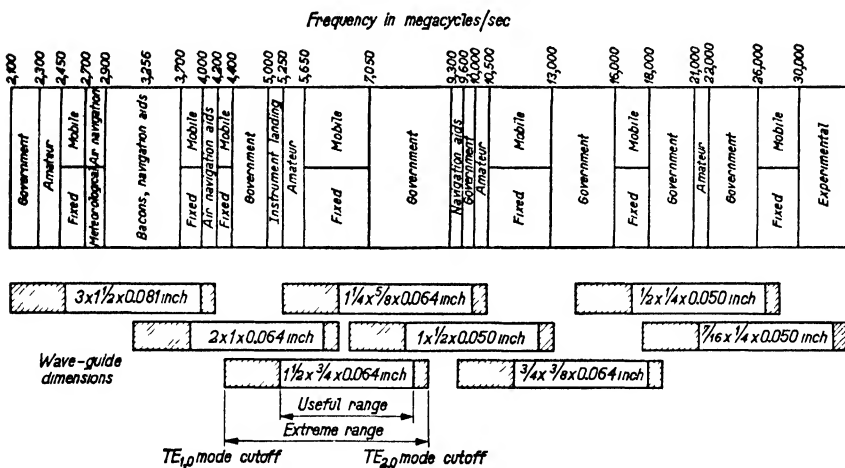 Frequency in megacycles/sec
2,100 2,300 2,450 2,700 2,900 3,256 3,700 4,000 4,200 4,400 5,000 5,250 5,650 7,050 9,300 9,600 10,000 10,500 13,000 16,000 18,000 21,000 22,000 26,000 30,000
Government
Amateur
Mobile
Fixed
Air navigation
Meteorological
Bacons, navigation aids
Mobile
Fixed
Air navigation aids
Mobile
Fixed
Government
Instrument landing
Amateur
Mobile
Fixed
Government
Navigation aids
Government
Amateur
Mobile
Fixed
Government
Mobile
Fixed
Government
Amateur
Government
Mobile
Fixed
Experimental
3x1½x0.081 inch
1¼x⅝x0.064 inch
½x¼x0.050 inch
2x1x0.064 inch
1x½x0.050 inch
7/16x¼x0.050 inch
Wave-guide
dimensions
1½x¾x0.064 inch
¾x⅜x0.064 inch
Useful range
Extreme range
TE1,0 mode cutoff
TE2,0 mode cutoff